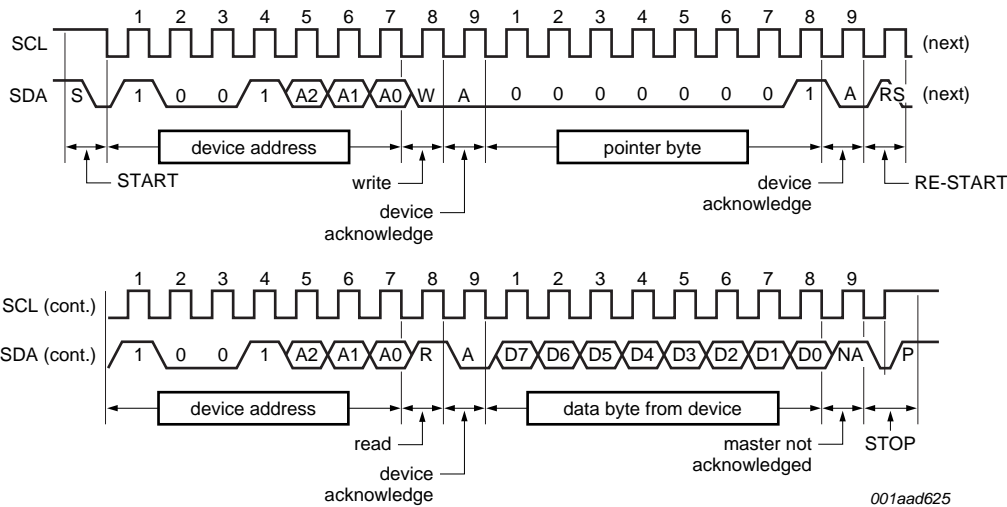 1 2 3 4 5 6 7 8 9 1 2 3 4 5 6 7 8 9
SCL (next)
SDA S 1 0 0 1 A2 A1 A0 W A 0 0 0 0 0 0 0 1 A RS (next)
device address pointer byte
START write device RE-START
device acknowledge
acknowledge
1 2 3 4 5 6 7 8 9 1 2 3 4 5 6 7 8 9
SCL (cont.)
SDA (cont.) 1 0 0 1 A2 A1 A0 R A D7 D6 D5 D4 D3 D2 D1 D0 NA P
device address data byte from device
read master not STOP
device acknowledged
acknowledge
001aad625